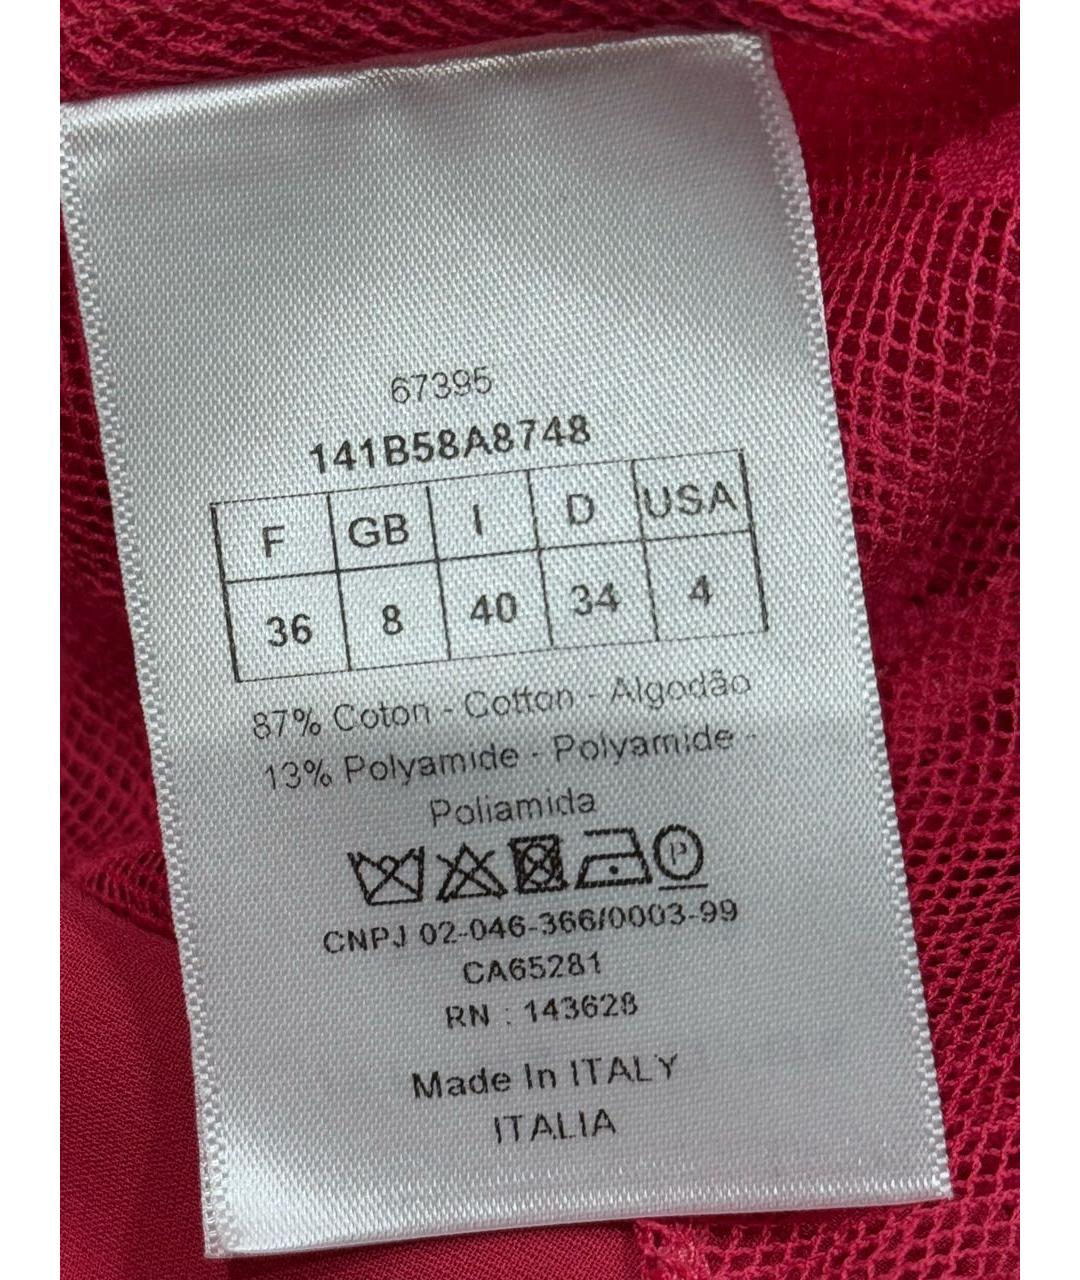 67395
141B58A8748
F GB I D USA
36 8 40 34 4
87% Coton - Cotton - Algodão
13% Polyamide - Polyamide -
Poliamida
P
CNPJ 02-046-366/0003-99
CA65281
RN : 143628
Made In ITALY
ITALIA